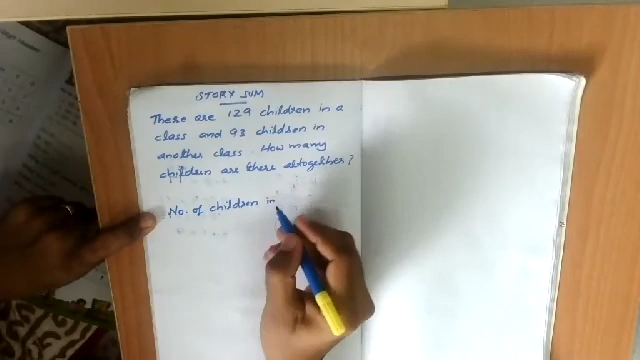 STORY SUM
There are 129 children in a
class and 93 children in
another class. How many
children are there altogether?
No. of children in